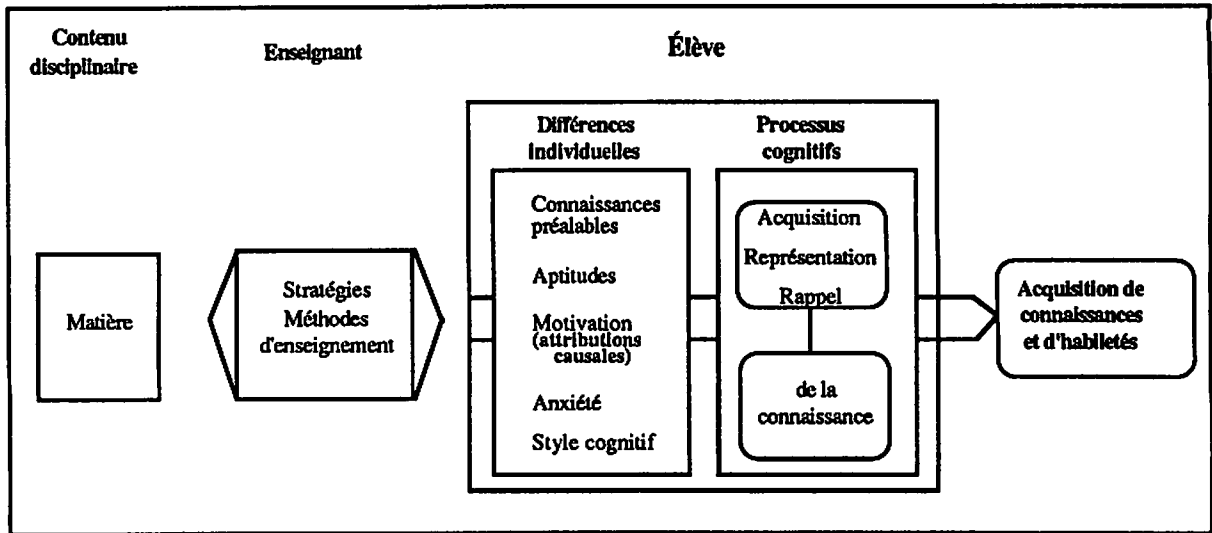 Contenu
disciplinaire
Enseignant
Élève
Différences
individuelles
Processus
cognitifs
Matière
Stratégies
Méthodes
d'enseignement
Connaissances
préalables
Aptitudes
Motivation
(attributions
causales)
Anxiété
Style cognitif
Acquisition
Représentation
Rappel
de la
connaissance
Acquisition de
connaissances
et d'habiletés